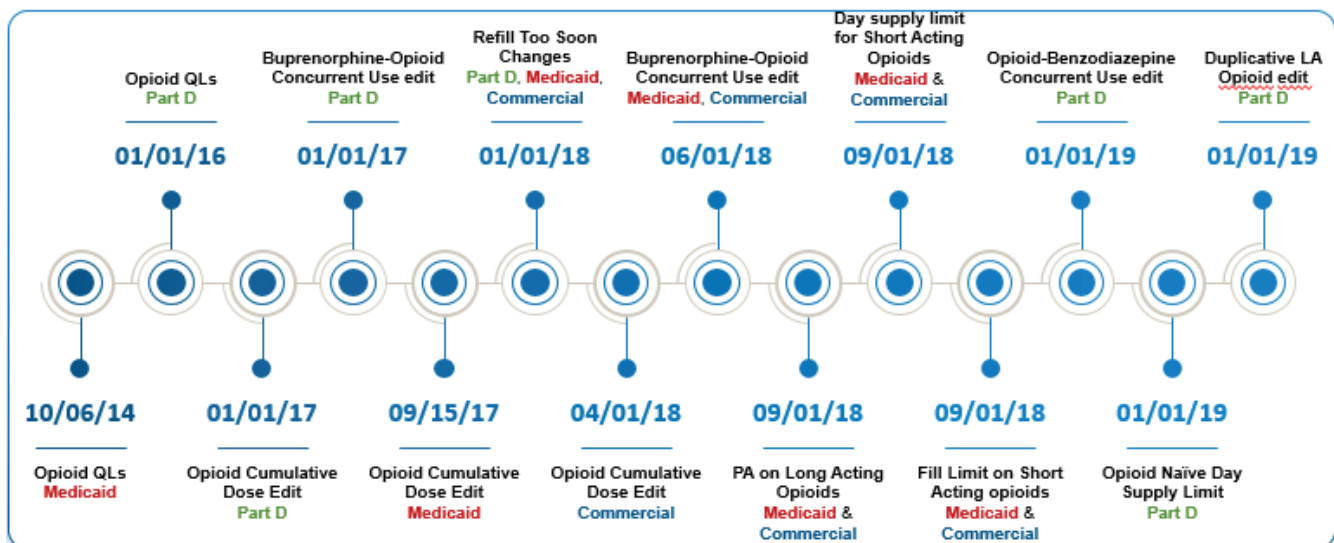 Opioid QLs
Part D
01/01/16
Buprenorphine-Opioid
Concurrent Use edit
Part D
01/01/17
Refill Too Soon
Changes
Part D, Medicaid,
Commercial
01/01/18
Buprenorphine-Opioid
Concurrent Use edit
Medicaid, Commercial
06/01/18
Day supply limit
for Short Acting
Opioids
Medicaid &
Commercial
09/01/18
Opioid-Benzodiazepine
Concurrent Use edit
Part D
01/01/19
Duplicative LA
Opioid edit
Part D
01/01/19
10/06/14
Opioid QLs
Medicaid
01/01/17
Opioid Cumulative
Dose Edit
Part D
09/15/17
Opioid Cumulative
Dose Edit
Medicaid
04/01/18
Opioid Cumulative
Dose Edit
Commercial
09/01/18
PA on Long Acting
Opioids
Medicaid &
Commercial
09/01/18
Fill Limit on Short
Acting opioids
Medicaid &
Commercial
01/01/19
Opioid Naïve Day
Supply Limit
Part D